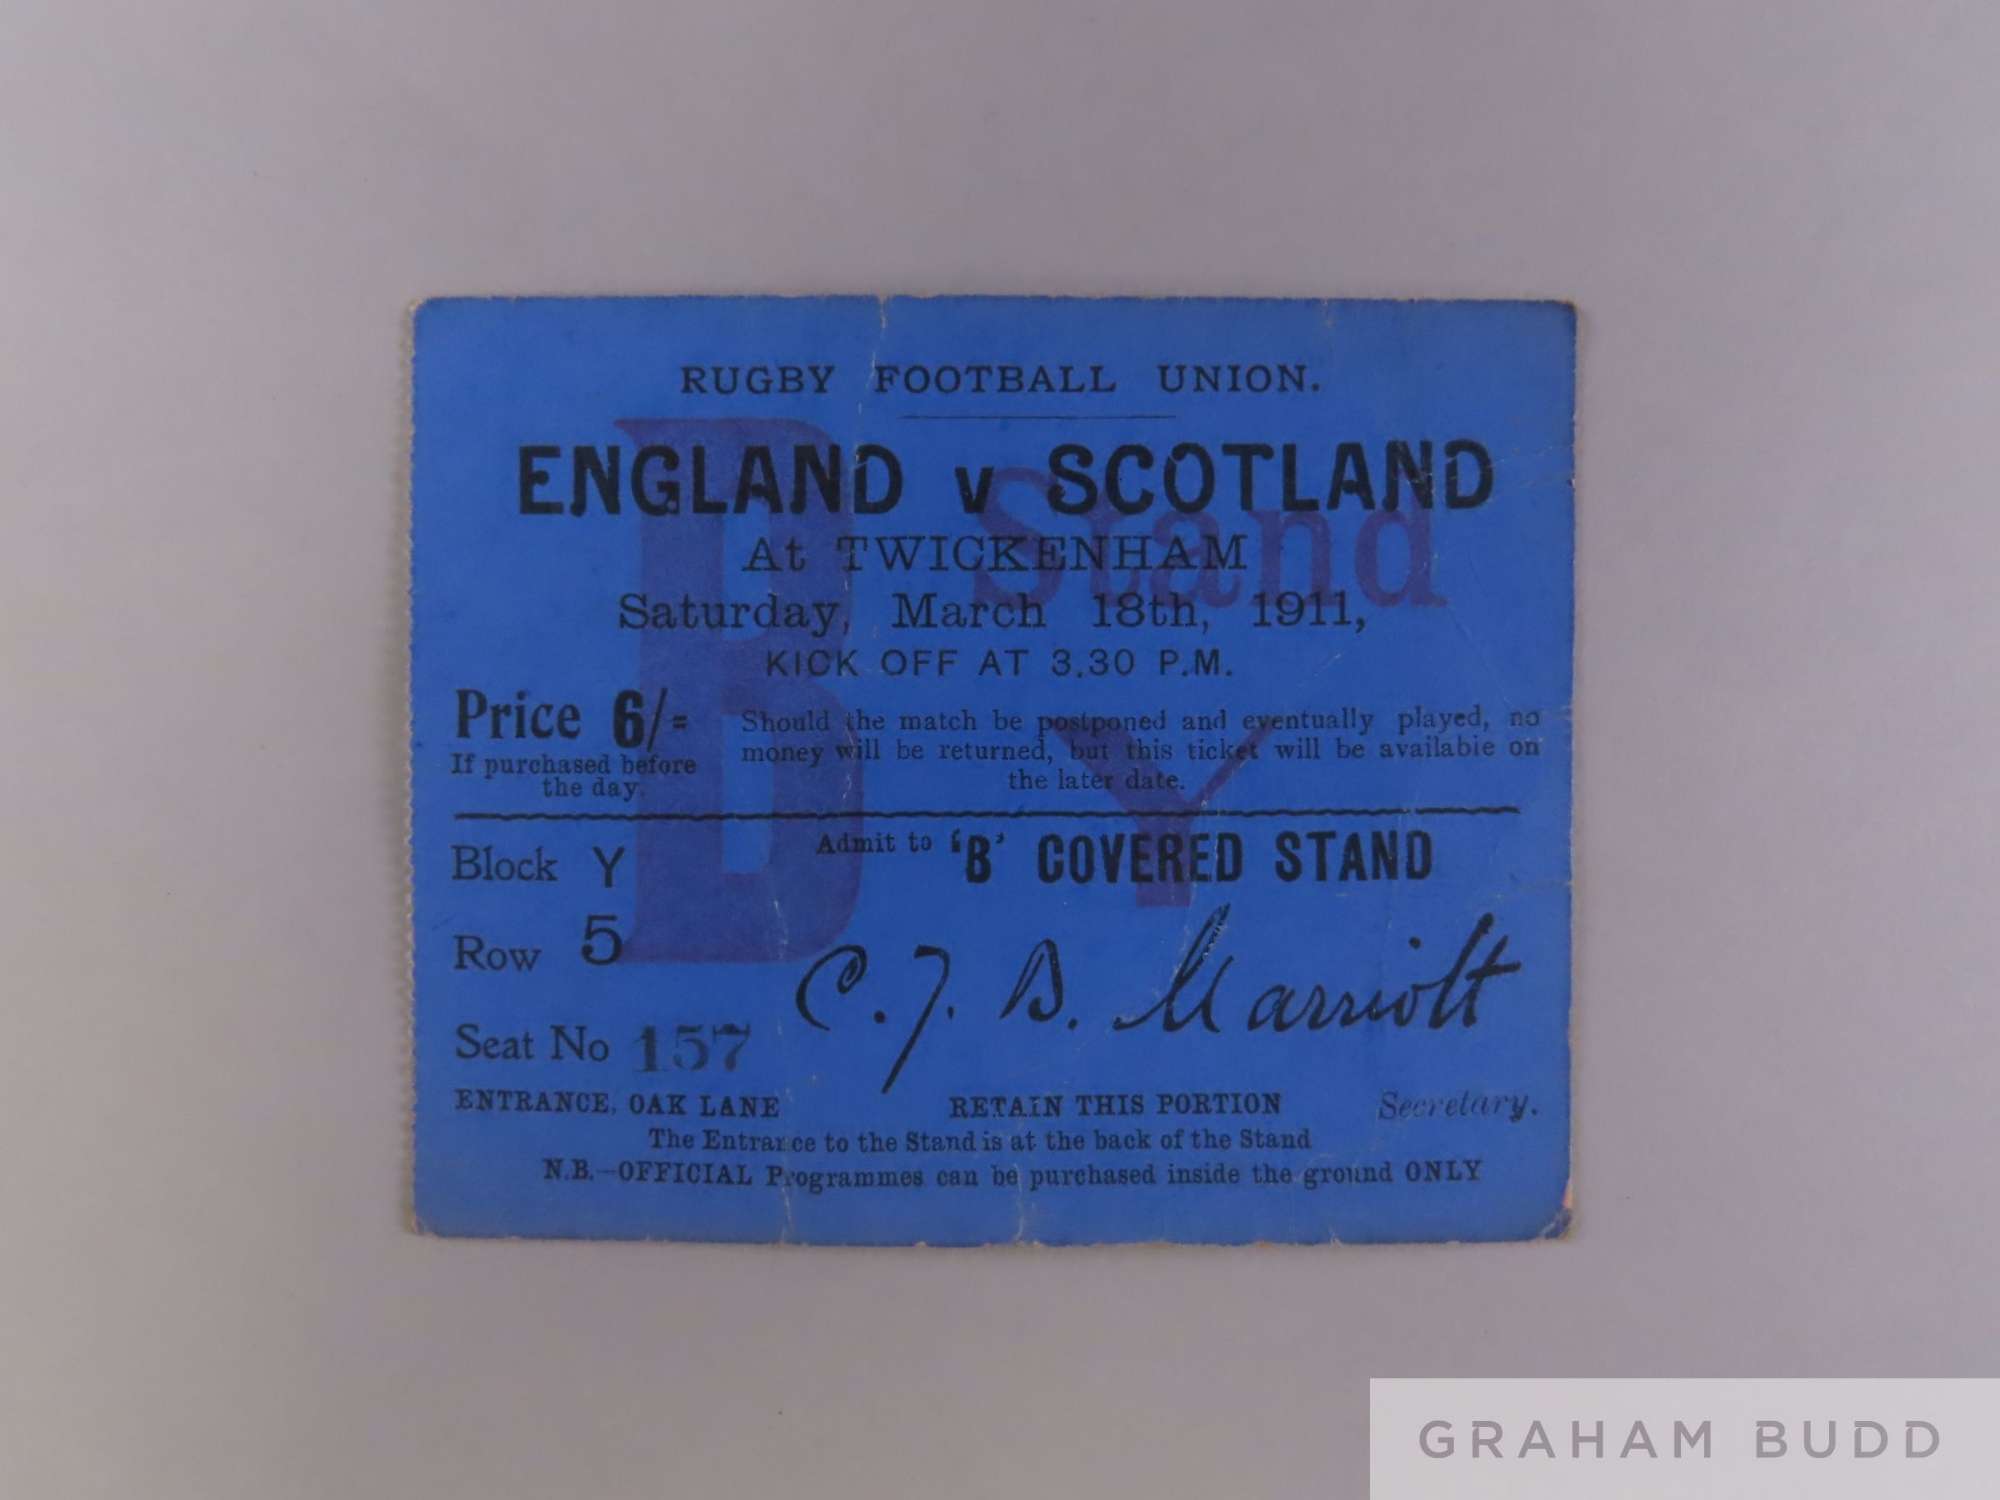 RUGBY FOOTBALL UNION.
ENGLAND v SCOTLAND
At TWICKENHAM
Saturday, March 18th, 1911,
KICK OFF AT 3.30 P.M.
B Stand
Y
Price 6/=
If purchased before
the day.
Should the match be postponed and eventually played, no
money will be returned, but this ticket will be available on
the later date.
Admit to 'B' COVERED STAND
Block Y
Row 5
Seat No 157
C. J. B. Marriott
Secretary.
ENTRANCE, OAK LANE RETAIN THIS PORTION
The Entrance to the Stand is at the back of the Stand
N.B.—OFFICIAL Programmes can be purchased inside the ground ONLY
GRAHAM BUDD